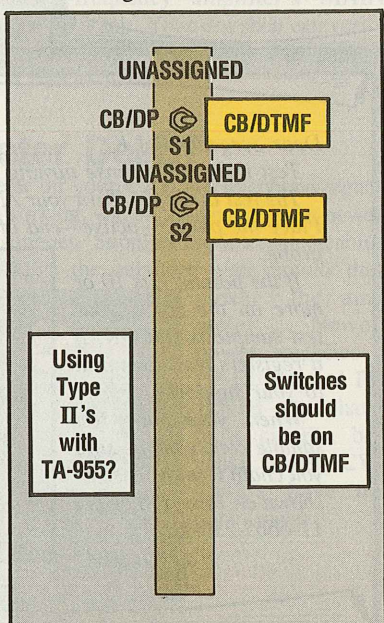 UNASSIGNED
CB/DP CB/DTMF
S1
UNASSIGNED
CB/DP CB/DTMF
S2
Using
Type
II's
with
TA-955?
Switches
should
be on
CB/DTMF